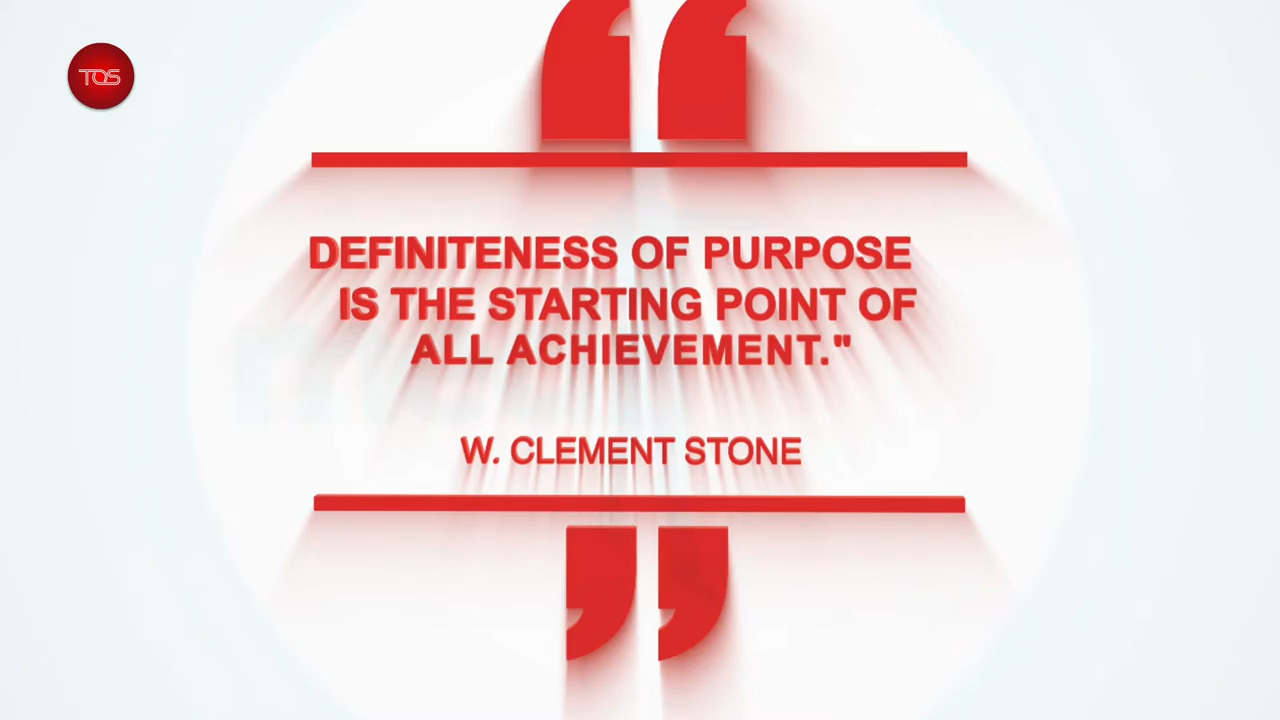 TQS
DEFINITENESS OF PURPOSE
IS THE STARTING POINT OF
ALL ACHIEVEMENT."
W. CLEMENT STONE